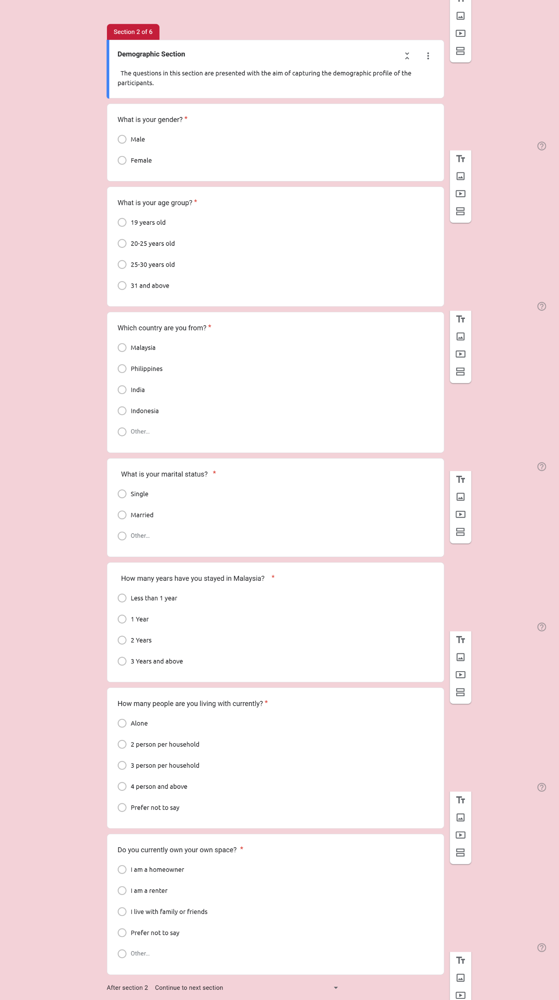 Section 2 of 6
Demographic Section
The questions in this section are presented with the aim of capturing the demographic profile of the
participants.
What is your gender? *
Male
Female
What is your age group? *
19 years old
20-25 years old
25-30 years old
31 and above
Which country are you from? *
Malaysia
Philippines
India
Indonesia
Other...
What is your marital status? *
Single
Married
Other...
How many years have you stayed in Malaysia? *
Less than 1 year
1 Year
2 Years
3 Years and above
How many people are you living with currently? *
Alone
2 person per household
3 person per household
4 person and above
Prefer not to say
Do you currently own your own space? *
I am a homeowner
I am a renter
I live with family or friends
Prefer not to say
Other...
After section 2 Continue to next section